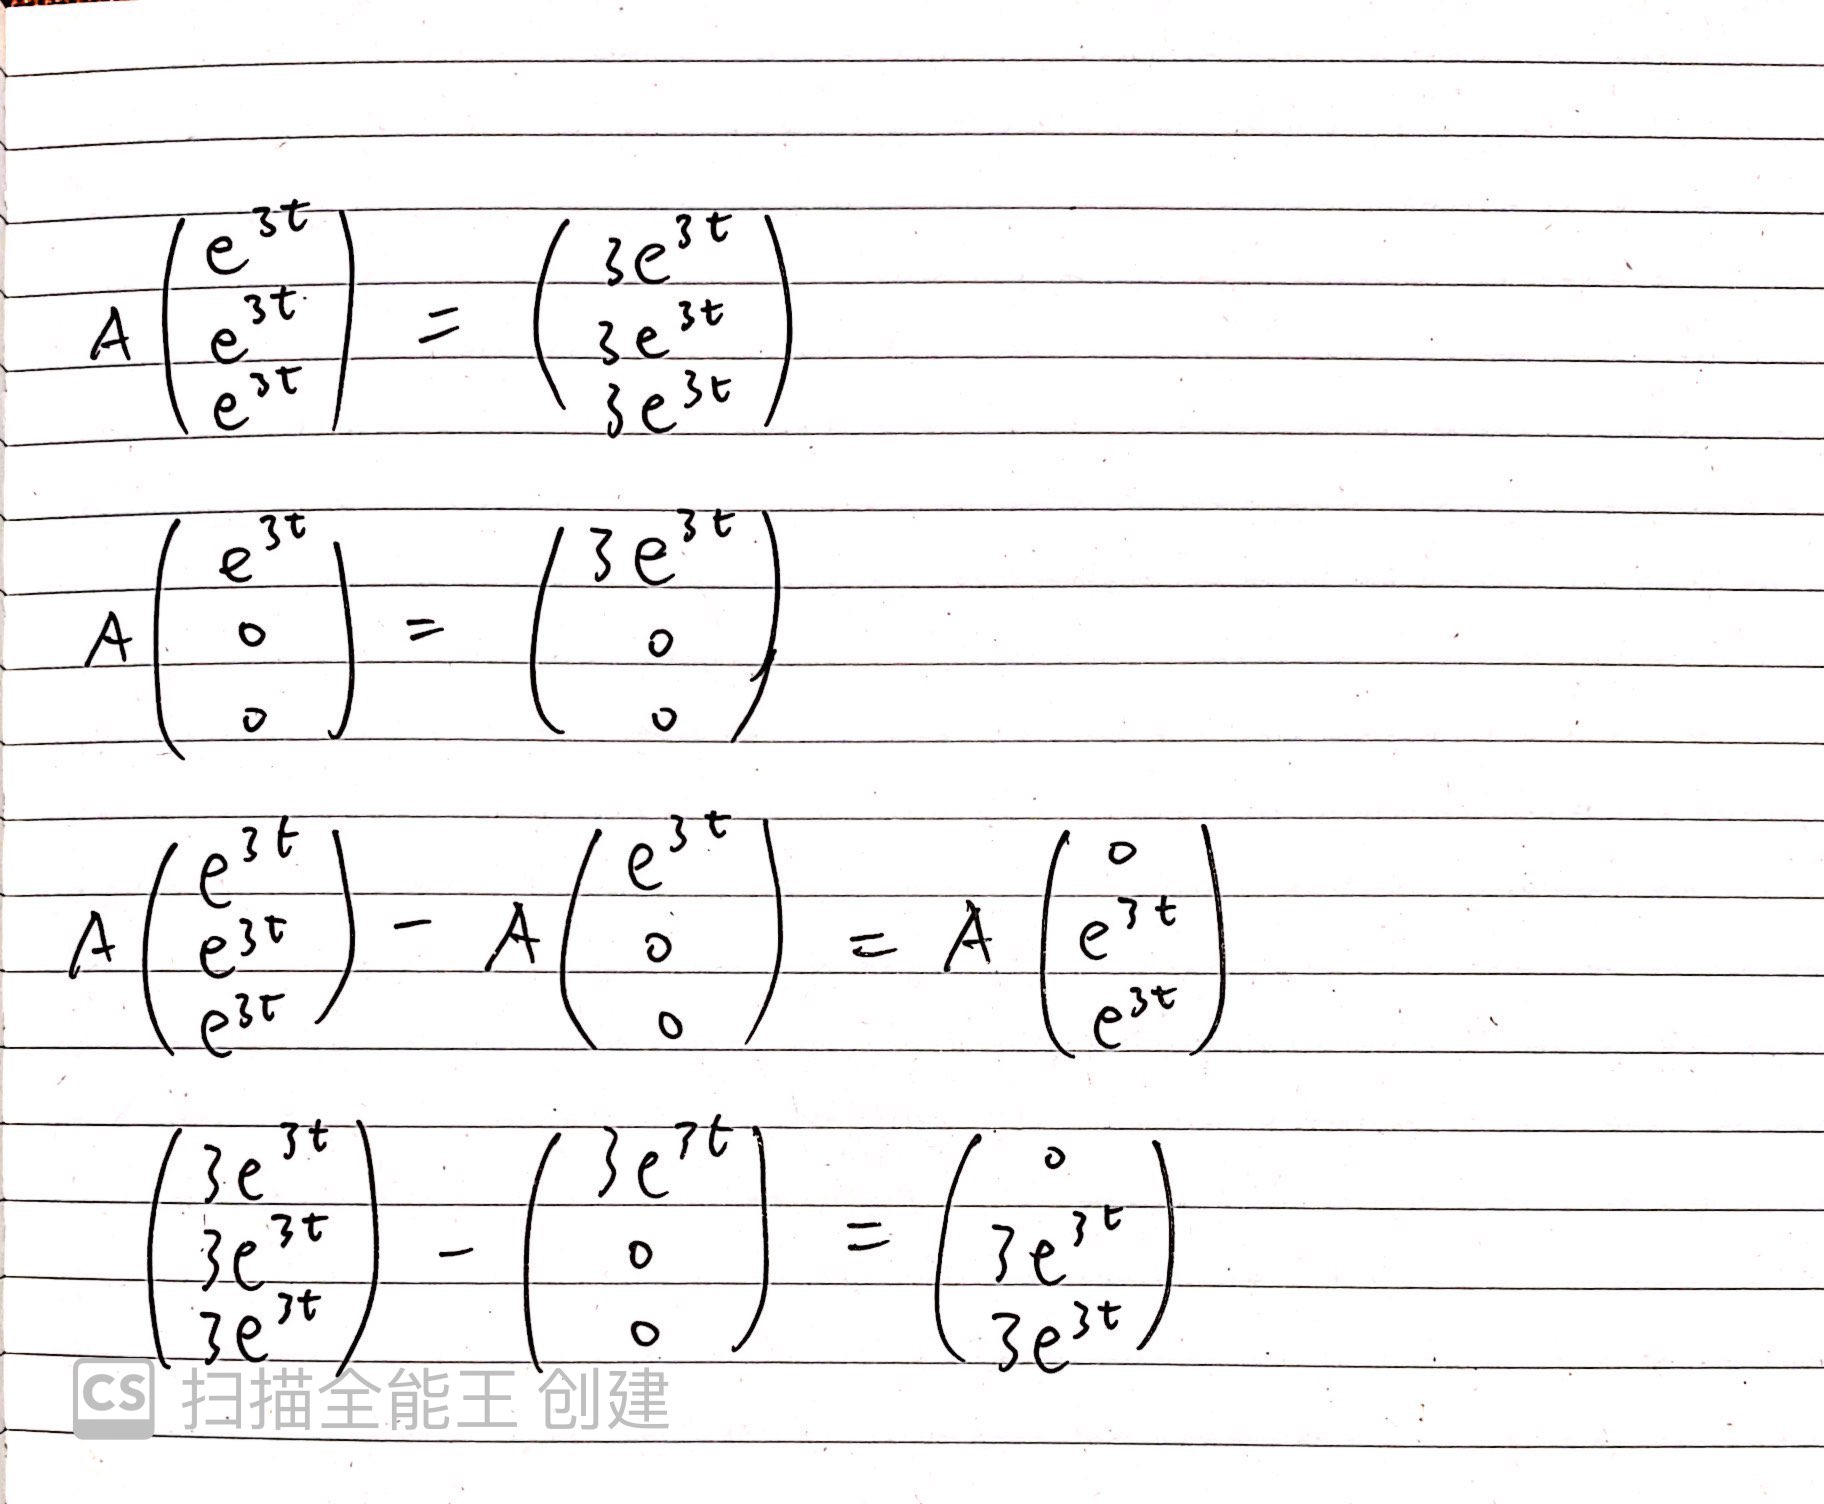 A \begin{pmatrix} e^{3t} \\ e^{3t} \\ e^{3t} \end{pmatrix} = \begin{pmatrix} 3e^{3t} \\ 3e^{3t} \\ 3e^{3t} \end{pmatrix}
A \begin{pmatrix} e^{3t} \\ 0 \\ 0 \end{pmatrix} = \begin{pmatrix} 3e^{3t} \\ 0 \\ 0 \end{pmatrix}
A \begin{pmatrix} e^{3t} \\ e^{3t} \\ e^{3t} \end{pmatrix} - A \begin{pmatrix} e^{3t} \\ 0 \\ 0 \end{pmatrix} = A \begin{pmatrix} 0 \\ e^{3t} \\ e^{3t} \end{pmatrix}
\begin{pmatrix} 3e^{3t} \\ 3e^{3t} \\ 3e^{3t} \end{pmatrix} - \begin{pmatrix} 3e^{3t} \\ 0 \\ 0 \end{pmatrix} = \begin{pmatrix} 0 \\ 3e^{3t} \\ 3e^{3t} \end{pmatrix}
CS 扫描全能王 创建